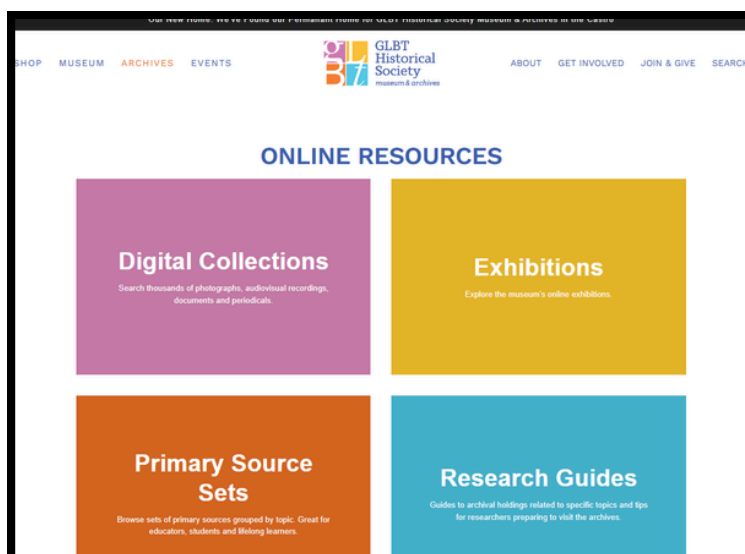 Our New Home: We've Found our Permanant Home for GLBT Historical Society Museum & Archives in the Castro
SHOP MUSEUM ARCHIVES EVENTS
gLBt
GLBT
Historical
Society
museum & archives
ABOUT GET INVOLVED JOIN & GIVE SEARCH
ONLINE RESOURCES
Digital Collections
Search thousands of photographs, audiovisual recordings,
documents and periodicals.
Exhibitions
Explore the museum's online exhibitions.
Primary Source
Sets
Browse sets of primary sources grouped by topic. Great for
educators, students and lifelong learners.
Research Guides
Guides to archival holdings related to specific topics and tips
for researchers preparing to visit the archives.